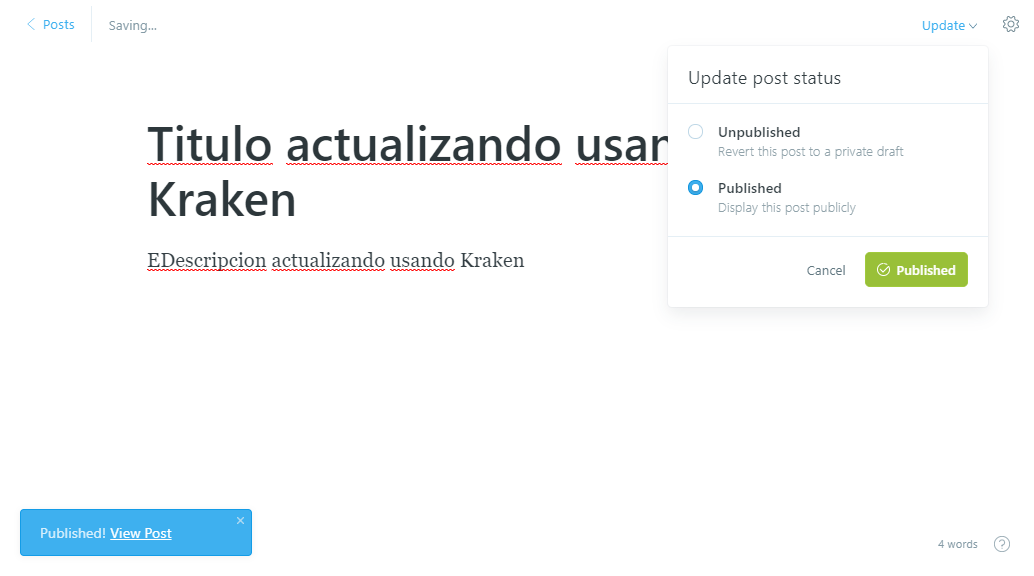 Posts
Saving...
Update
Update post status
Unpublished
Revert this post to a private draft
Published
Display this post publicly
Cancel
Published
Titulo actualizando usan
Kraken
EDescripcion actualizando usando Kraken
Published! View Post
4 words
?